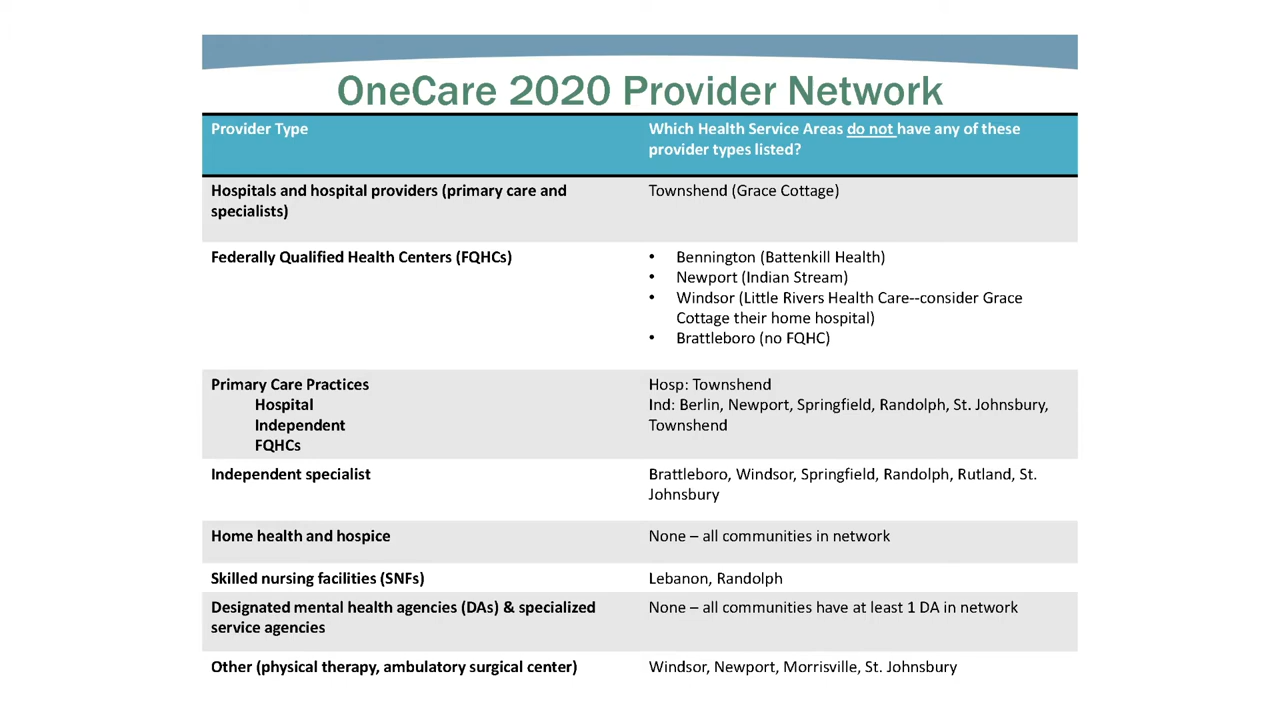 OneCare 2020 Provider Network
Provider Type
Which Health Service Areas do not have any of these
provider types listed?
Hospitals and hospital providers (primary care and
specialists)
Townshend (Grace Cottage)
Federally Qualified Health Centers (FQHCs)
• Bennington (Battenkill Health)
• Newport (Indian Stream)
• Windsor (Little Rivers Health Care--consider Grace
Cottage their home hospital)
• Brattleboro (no FQHC)
Primary Care Practices
Hospital
Independent
FQHCs
Hosp: Townshend
Ind: Berlin, Newport, Springfield, Randolph, St. Johnsbury,
Townshend
Independent specialist
Brattleboro, Windsor, Springfield, Randolph, Rutland, St.
Johnsbury
Home health and hospice
None – all communities in network
Skilled nursing facilities (SNFs)
Lebanon, Randolph
Designated mental health agencies (DAs) & specialized
service agencies
None – all communities have at least 1 DA in network
Other (physical therapy, ambulatory surgical center)
Windsor, Newport, Morrisville, St. Johnsbury